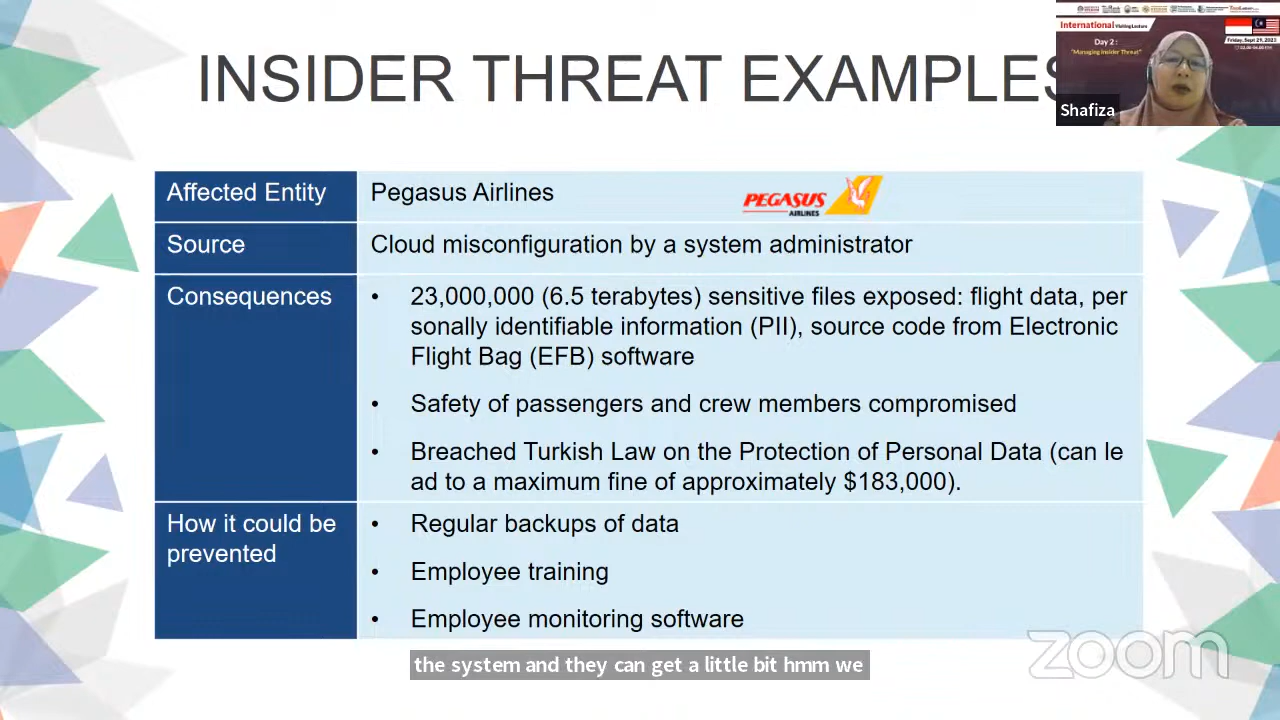 INSIDER THREAT EXAMPLES
International Visiting Lecture
Day 2 :
"Managing Insider Threat"
Friday, Sept 29, 2023
Shafiza
Affected Entity
Pegasus Airlines
PEGASUS
AIRLINES
Source
Cloud misconfiguration by a system administrator
Consequences
• 23,000,000 (6.5 terabytes) sensitive files exposed: flight data, per
sonally identifiable information (PII), source code from Electronic
Flight Bag (EFB) software
• Safety of passengers and crew members compromised
• Breached Turkish Law on the Protection of Personal Data (can le
ad to a maximum fine of approximately $183,000).
How it could be
prevented
• Regular backups of data
• Employee training
• Employee monitoring software
zoom
the system and they can get a little bit hmm we